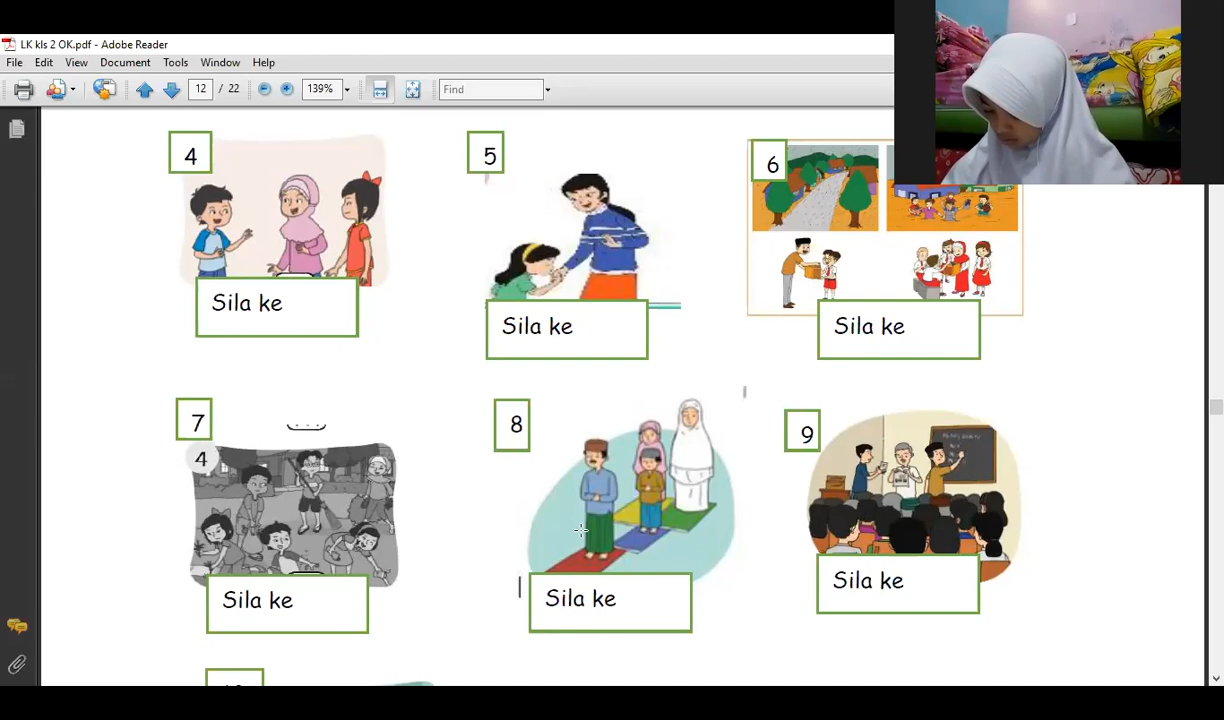 LK kls 2 OK.pdf - Adobe Reader
File Edit View Document Tools Window Help
12 / 22 139% Find
4
5
6
Sila ke
Sila ke
Sila ke
7
8
9
4
Sila ke
Sila ke
Sila ke